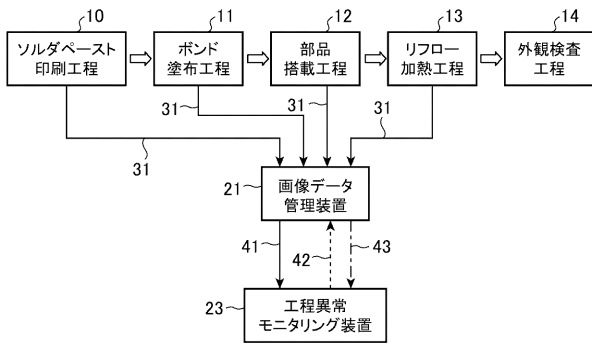 10
11
12
13
14
ソルダペースト
印刷工程
ボンド
塗布工程
部品
搭載工程
リフロー
加熱工程
外観検査
工程
31
31
31
31
21
画像データ
管理装置
41
42
43
23
工程異常
モニタリング装置